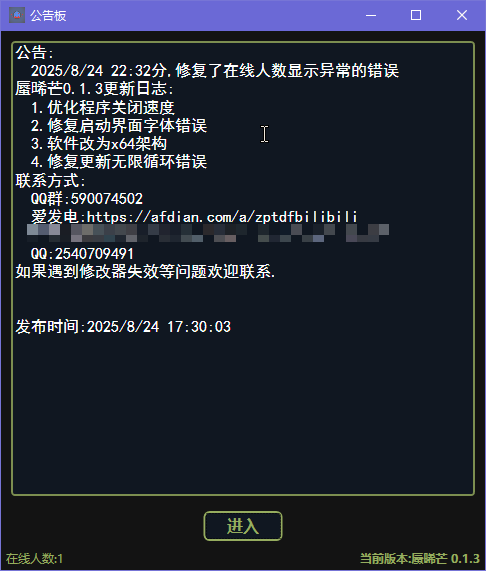 公告板
公告:
2025/8/24 22:32分,修复了在线人数显示异常的错误
蜃晞芒0.1.3更新日志:
1.优化程序关闭速度
2.修复启动界面字体错误
3.软件改为x64架构
4.修复更新无限循环错误
联系方式:
QQ群:590074502
爱发电:https://afdian.com/a/zptdfbilibili
QQ:2540709491
如果遇到修改器失效等问题欢迎联系.
发布时间:2025/8/24 17:30:03
进入
在线人数:1
当前版本:蜃晞芒 0.1.3